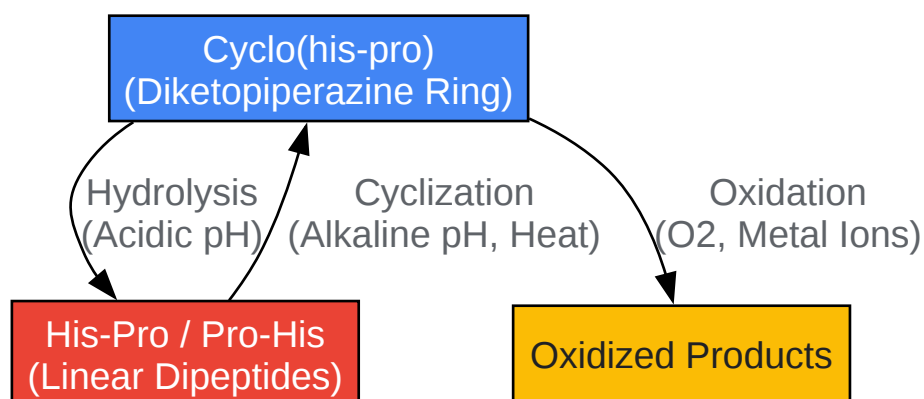 Cyclo(his-pro)
(Diketopiperazine Ring)
Hydrolysis
(Acidic pH)
Cyclization
(Alkaline pH, Heat)
Oxidation
(O2, Metal Ions)
His-Pro / Pro-His
(Linear Dipeptides)
Oxidized Products